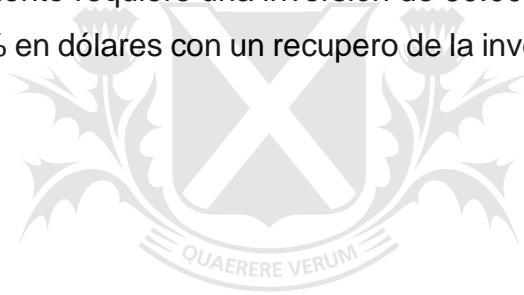 requiere una inversión de
en dólares con un recupero de la
QUAERERE VERUM